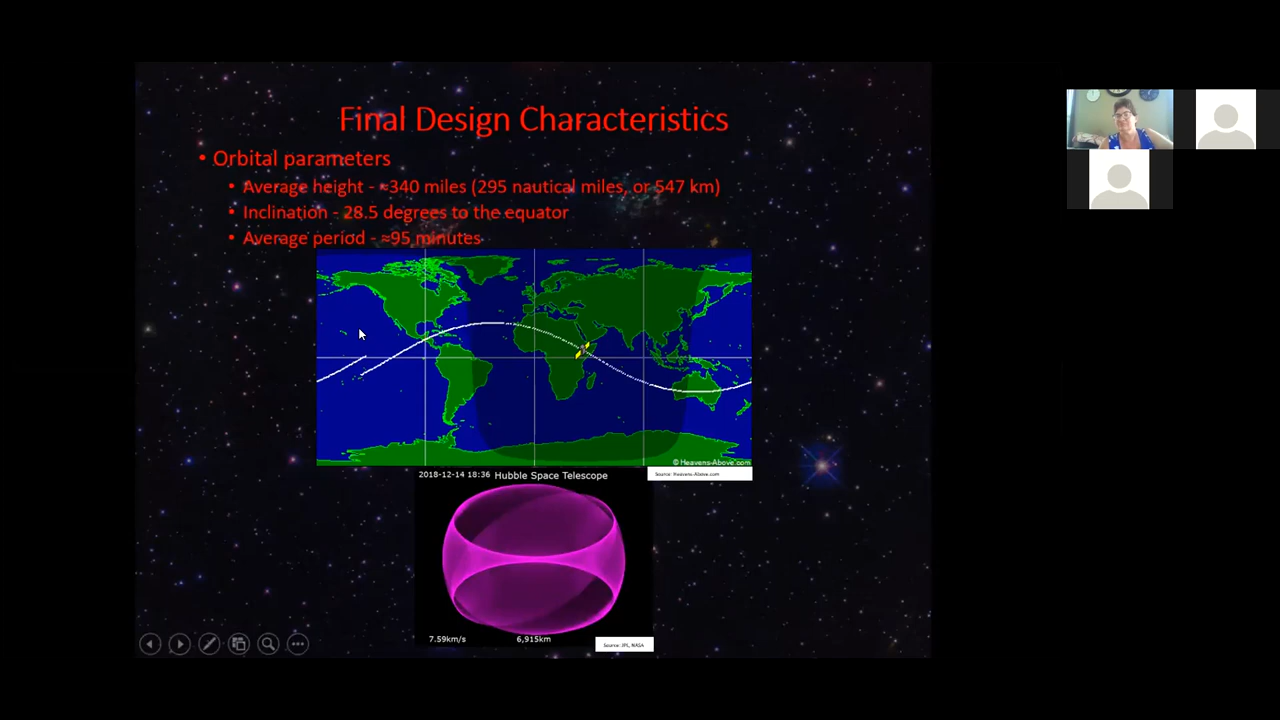 Final Design Characteristics
• Orbital parameters
• Average height - ≈340 miles (295 nautical miles, or 547 km)
• Inclination - 28.5 degrees to the equator
• Average period - ≈95 minutes
© Heavens-Above.com
Source: Heavens-Above.com
2018-12-14 18:36 Hubble Space Telescope
7.59km/s 6,915km
Source: JPL, NASA